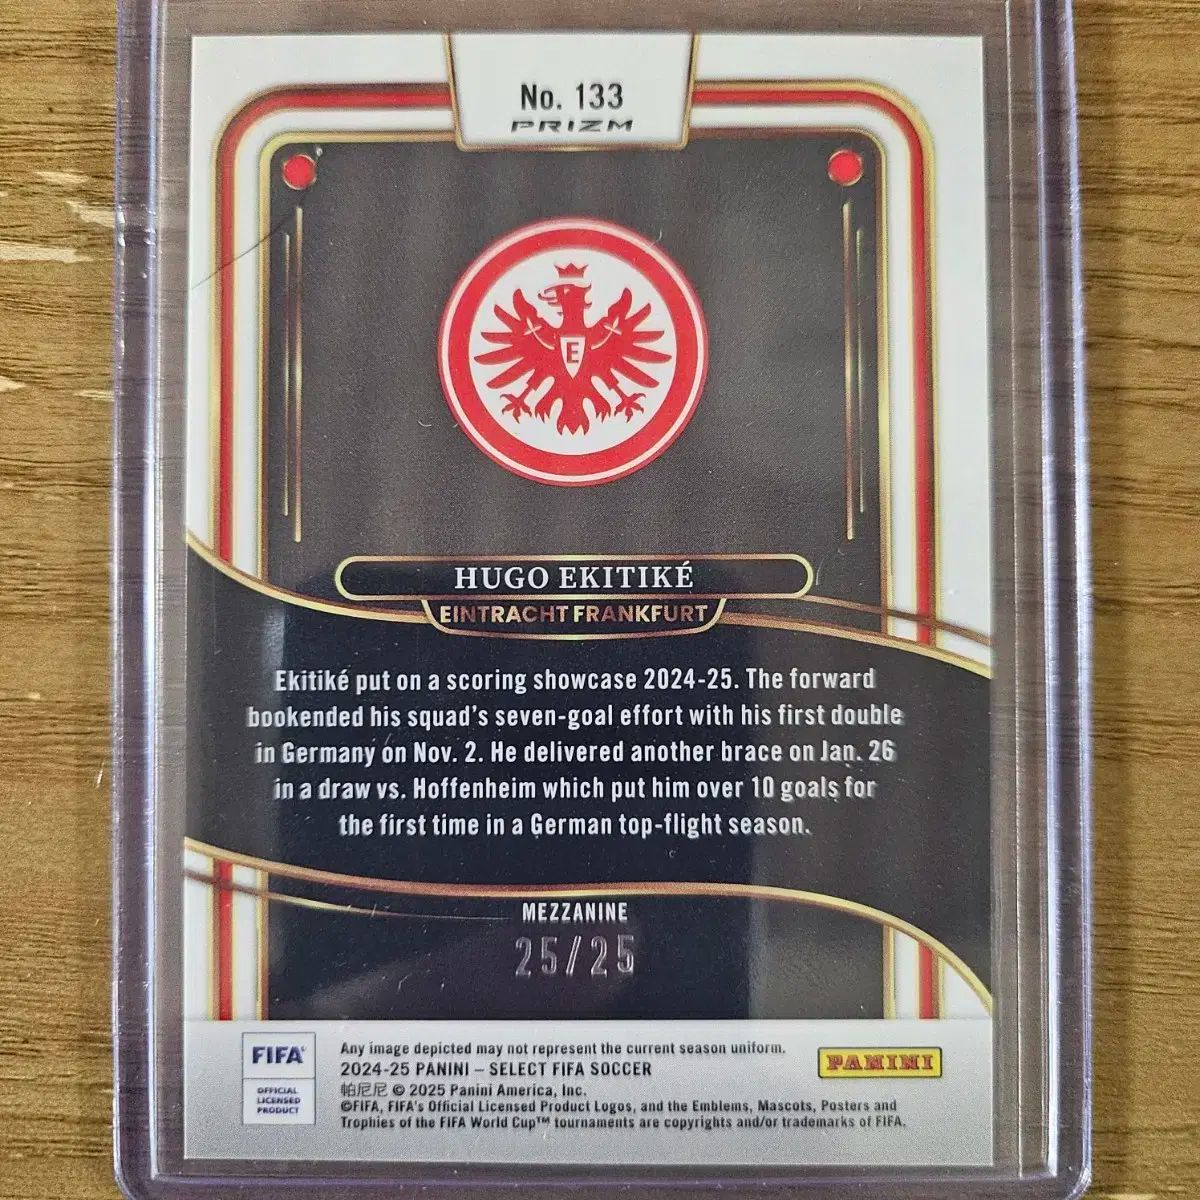 No. 133
PRIZM
E
HUGO EKITIKÉ
EINTRACHT FRANKFURT
Ekitiké put on a scoring showcase 2024-25. The forward
bookended his squad's seven-goal effort with his first double
in Germany on Nov. 2. He delivered another brace on Jan. 26
in a draw vs. Hoffenheim which put him over 10 goals for
the first time in a German top-flight season.
MEZZANINE
25/25
FIFA®
OFFICIAL
LICENSED
PRODUCT
Any image depicted may not represent the current season uniform.
2024-25 PANINI – SELECT FIFA SOCCER
帕尼尼 © 2025 Panini America, Inc.
©FIFA, FIFA's Official Licensed Product Logos, and the Emblems, Mascots, Posters and
Trophies of the FIFA World Cup™ tournaments are copyrights and/or trademarks of FIFA.
PANINI